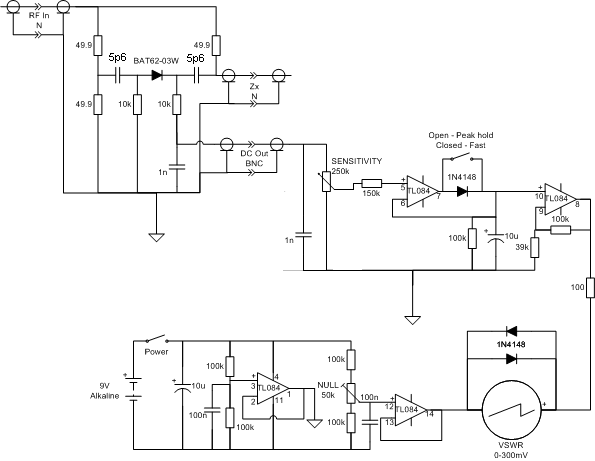 RF In
N
49.9
49.9
5p6
BAT62-03W
5p6
Zx
N
49.9
10k
10k
DC Out
BNC
1n
Open - Peak hold
Closed - Fast
SENSITIVITY
250k
1N4148
+
5
TL084
7
6
150k
+
10
TL084
8
9
100k
1n
100k
+
10u
39k
100
1N4148
Power
100k
100k
9V
Alkaline
+
+
10u
+
3
4
TL084
1
2
11
NULL
50k
100n
100n
+
12
TL084
14
13
100k
100k
+
VSWR
0-300mV